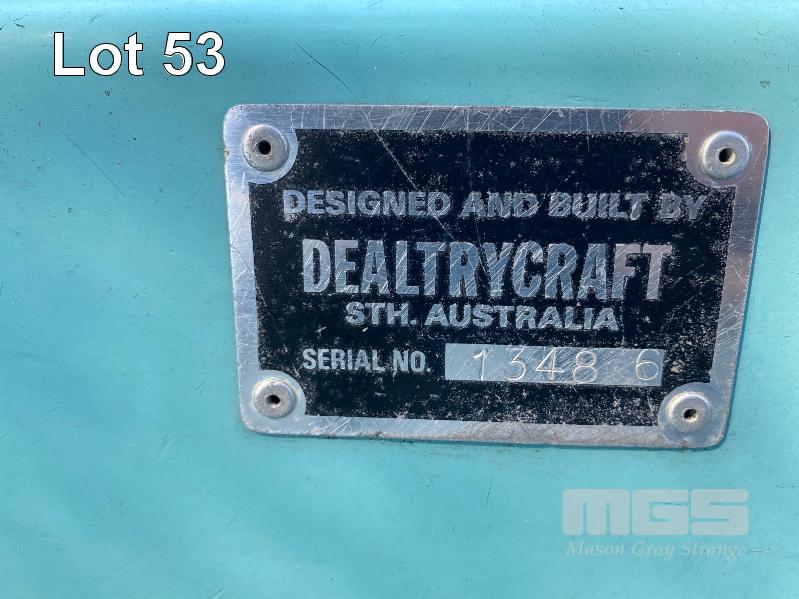 Lot 53
DESIGNED AND BUILT BY
DEALTRYCRAFT
STH. AUSTRALIA
SERIAL NO. 1348 6
MGS
Mason Gray Strange